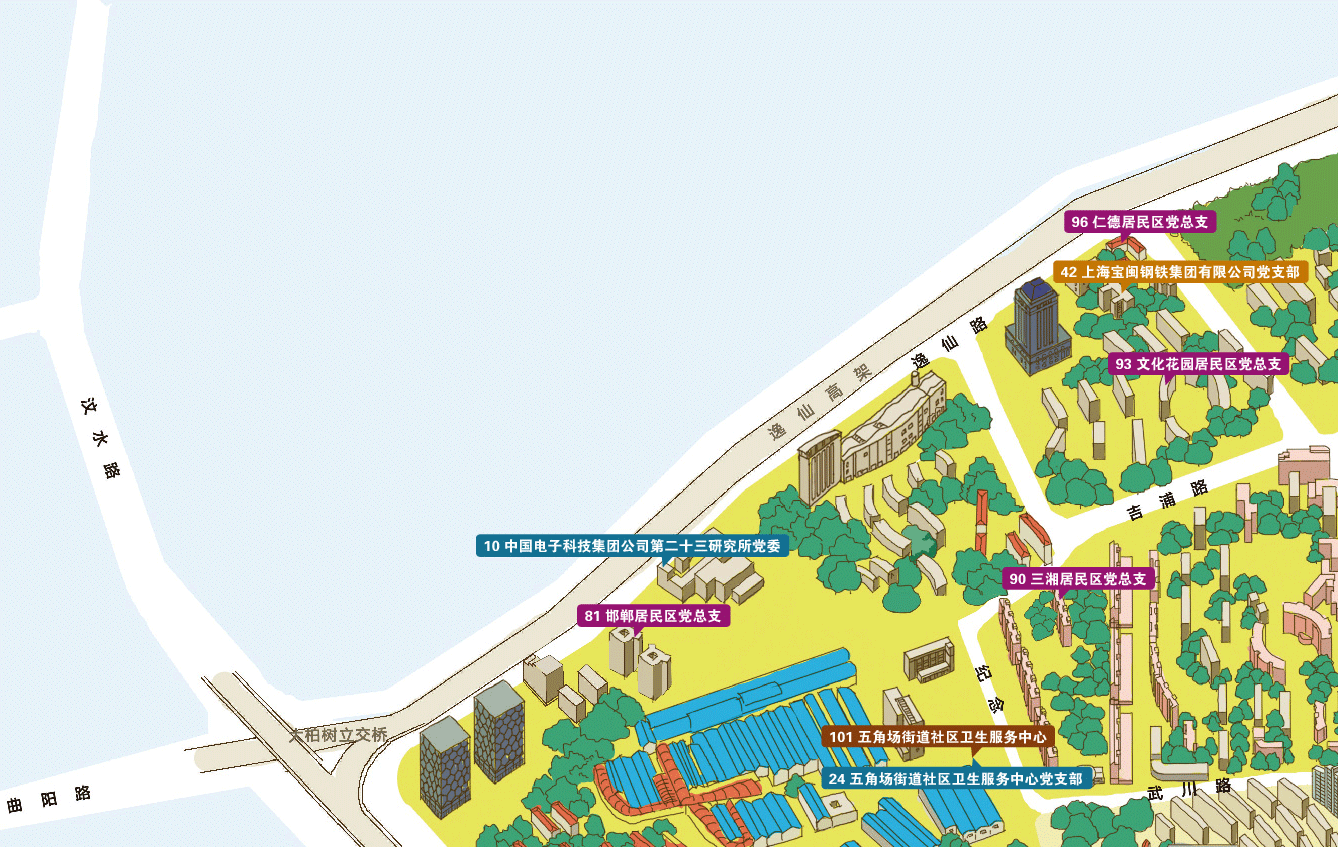 96 仁德居民区党总支
42 上海宝闽钢铁集团有限公司党支部
逸仙路
93 文化花园居民区党总支
逸仙高架
汶水路
吉浦路
10 中国电子科技集团公司第二十三研究所党委
90 三湘居民区党总支
81 邯郸居民区党总支
纪念
大柏树立交桥
101 五角场街道社区卫生服务中心
24 五角场街道社区卫生服务中心党支部
曲阳路
武川路